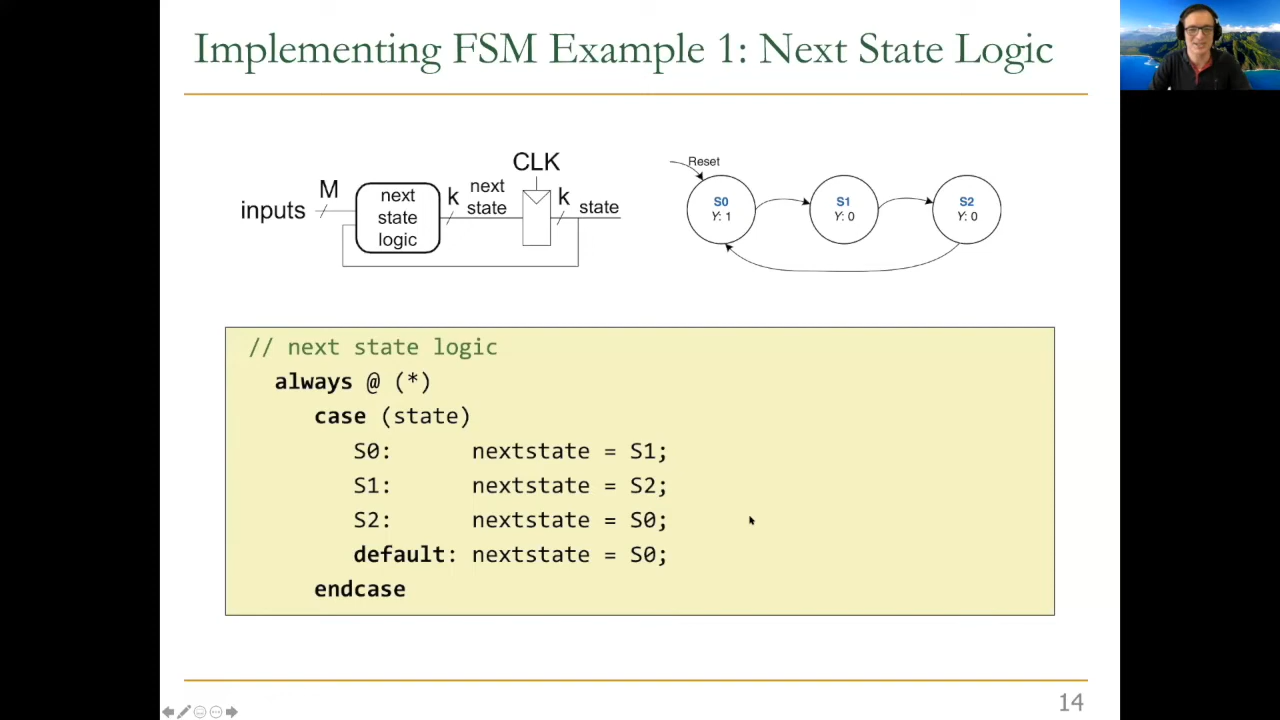 Implementing FSM Example 1: Next State Logic
CLK
M
next
state
logic
k
next
state
k
state
inputs
Reset
S0
Y: 1
S1
Y: 0
S2
Y: 0
// next state logic
always @ (*)
case (state)
S0: nextstate = S1;
S1: nextstate = S2;
S2: nextstate = S0;
default: nextstate = S0;
endcase
14